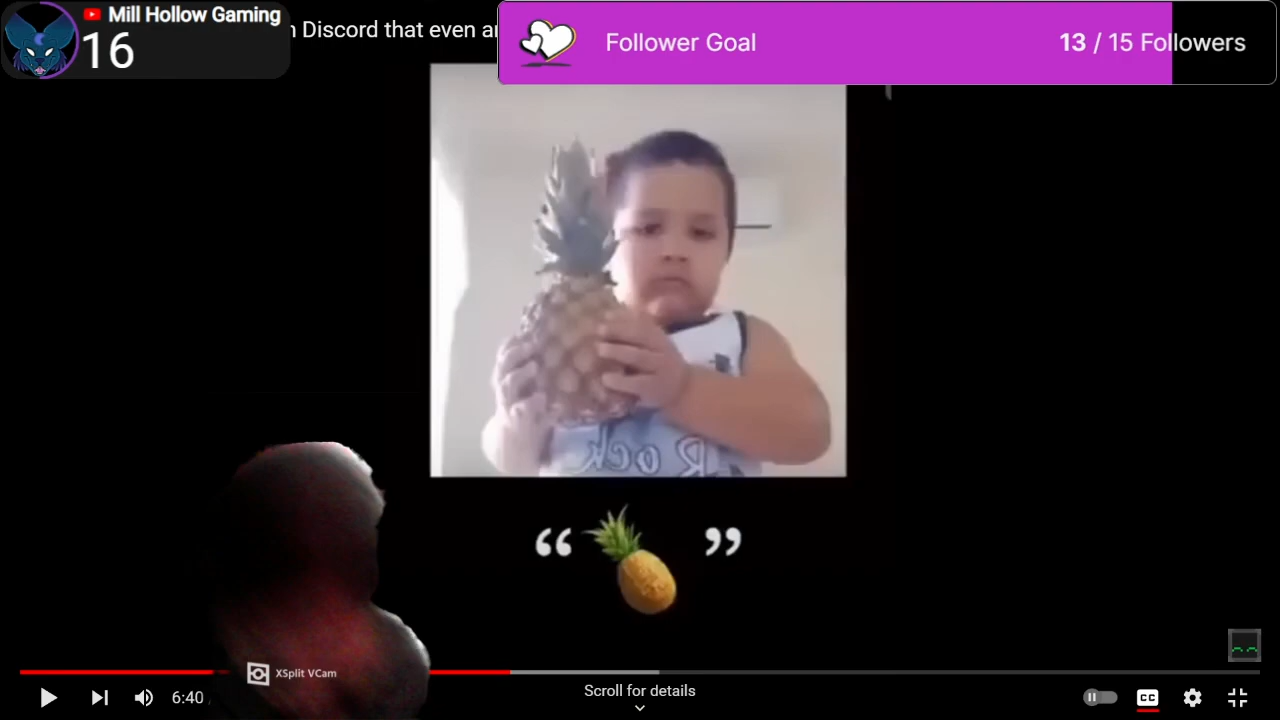 Mill Hollow Gaming
16
n Discord that even a
Follower Goal
13 / 15 Followers
Rock
“ ”
XSplit VCam
6:40
Scroll for details
CC